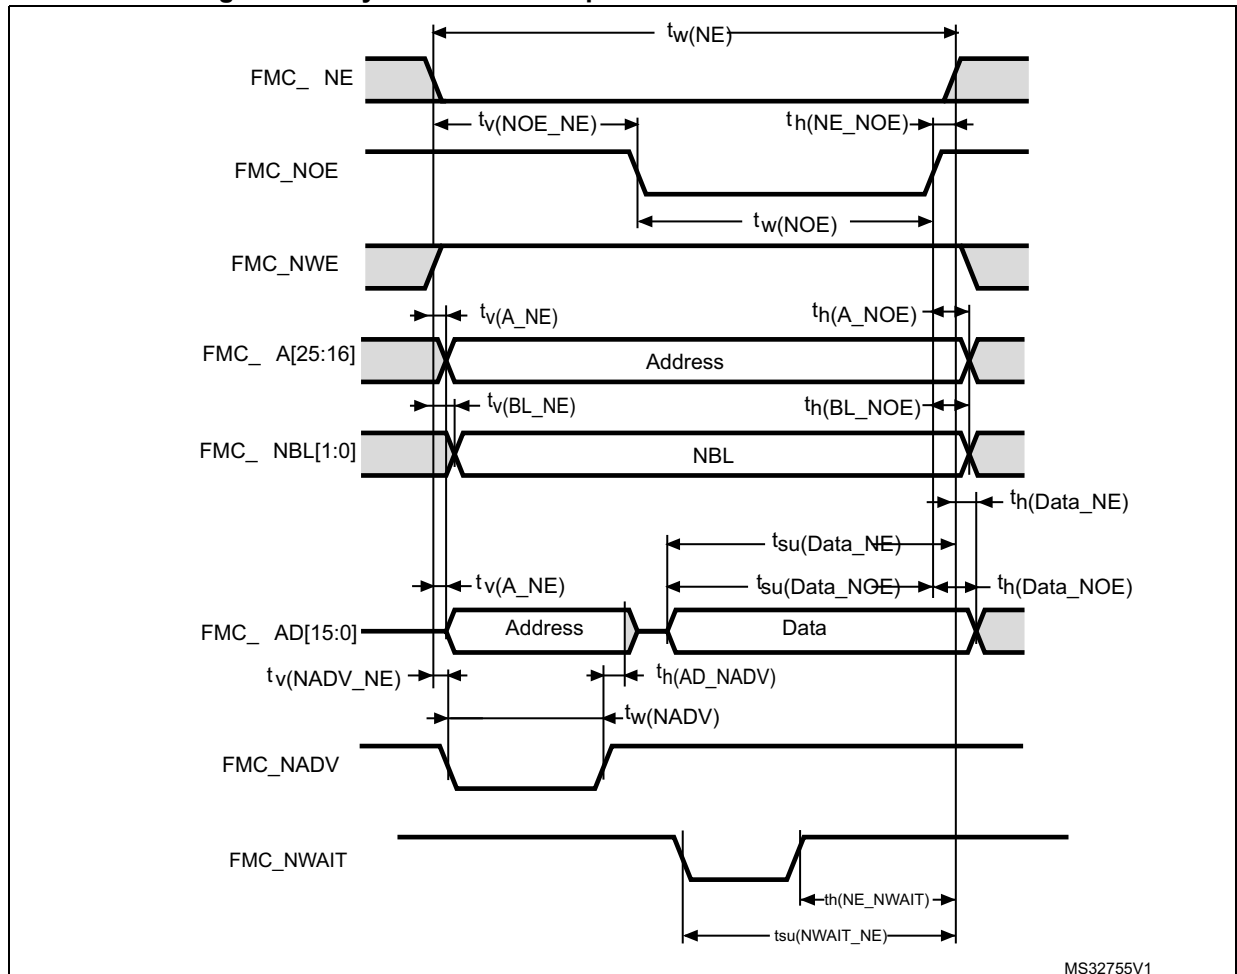 tw(NE)
FMC_ NE
tv(NOE_NE)
th(NE_NOE)
FMC_NOE
tw(NOE)
FMC_NWE
tv(A_NE)
th(A_NOE)
FMC_ A[25:16]
Address
tv(BL_NE)
th(BL_NOE)
FMC_ NBL[1:0]
NBL
th(Data_NE)
tsu(Data_NE)
tv(A_NE)
tsu(Data_NOE)
th(Data_NOE)
FMC_ AD[15:0]
Address
Data
tv(NADV_NE)
th(AD_NADV)
tw(NADV)
FMC_NADV
FMC_NWAIT
th(NE_NWAIT)
tsu(NWAIT_NE)
MS32755V1